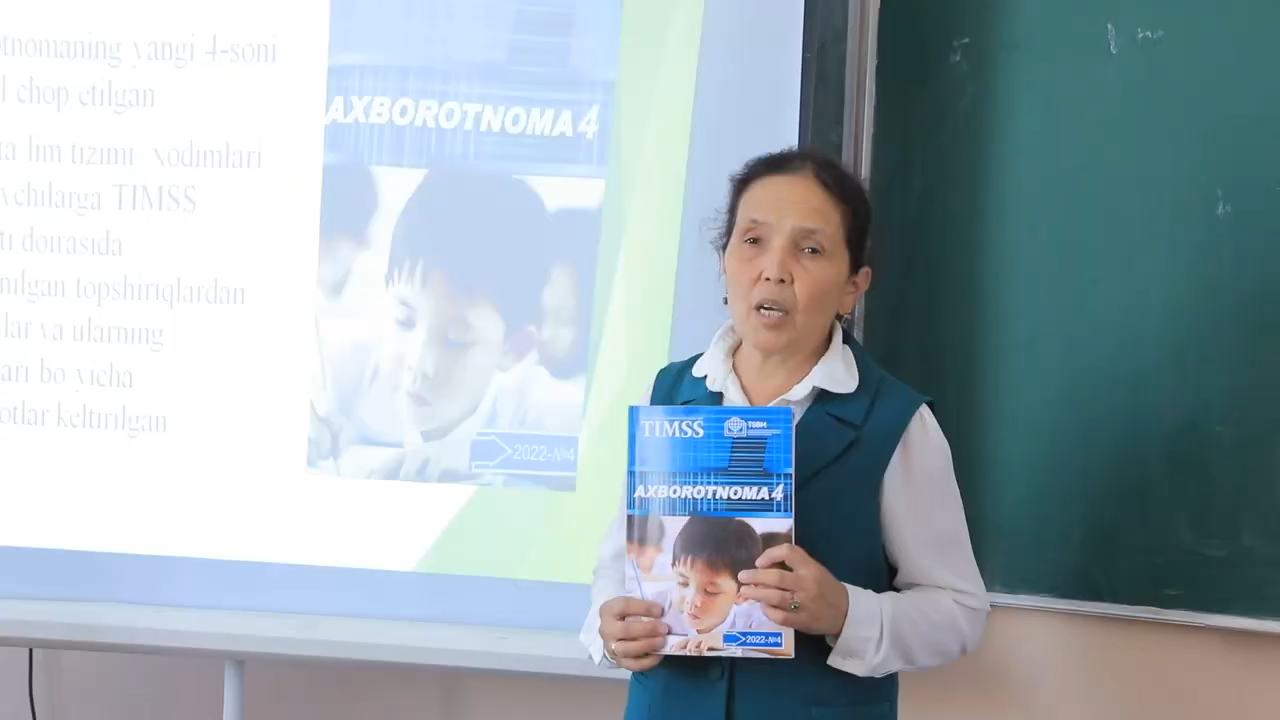 otnomaning yangi 4-soni
l chop etilgan
ta lim tizimi xodimlari
vchilarga TIMSS
ti doirasida
nilgan topshiriqlardan
lar va ularning
ari bo yicha
otlar keltirilgan
AXBOROTNOMA 4
2022-№4
TIMSS
TSBM
AXBOROTNOMA 4
2022-№4